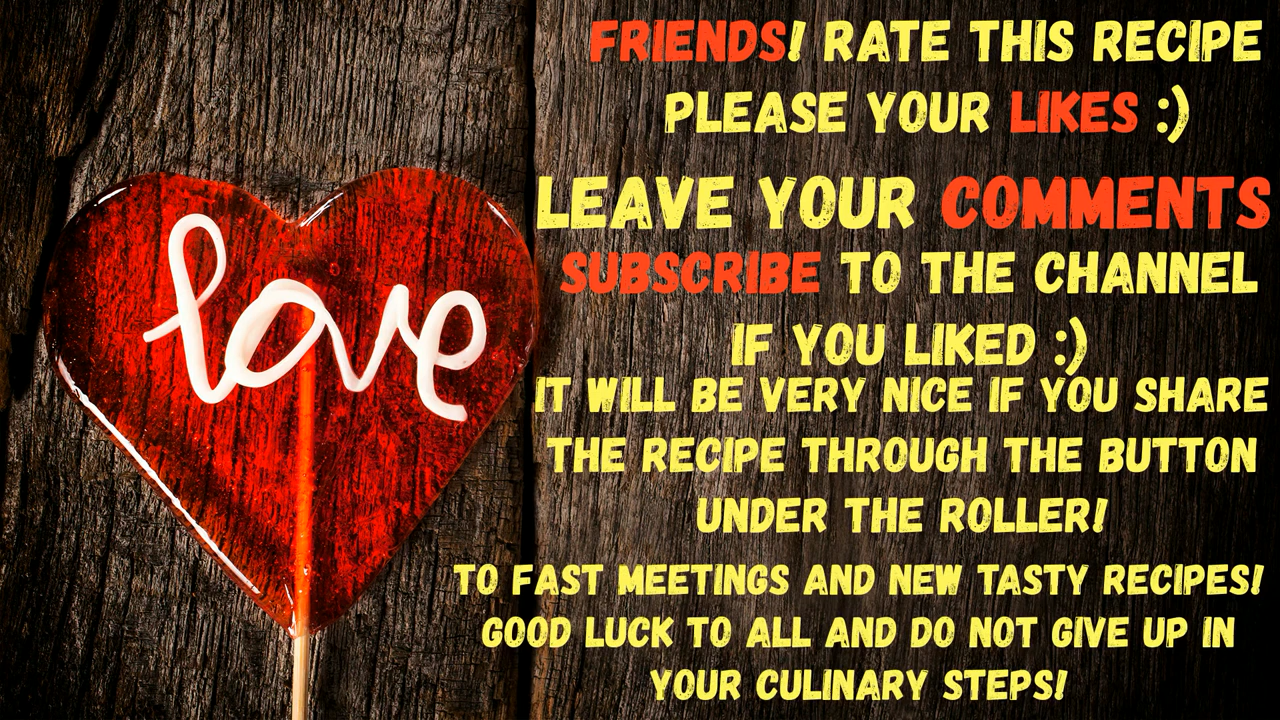 love
FRIENDS! RATE THIS RECIPE
PLEASE YOUR LIKES :)
LEAVE YOUR COMMENTS
SUBSCRIBE TO THE CHANNEL
IF YOU LIKED :)
IT WILL BE VERY NICE IF YOU SHARE
THE RECIPE THROUGH THE BUTTON
UNDER THE ROLLER!
TO FAST MEETINGS AND NEW TASTY RECIPES!
GOOD LUCK TO ALL AND DO NOT GIVE UP IN
YOUR CULINARY STEPS!